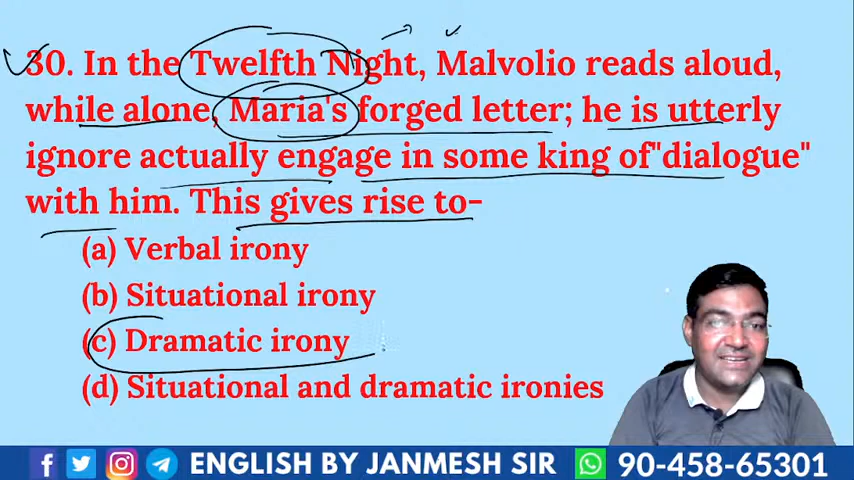 30. In the Twelfth Night, Malvolio reads aloud,
while alone, Maria's forged letter; he is utterly
ignore actually engage in some king of"dialogue"
with him. This gives rise to-
(a) Verbal irony
(b) Situational irony
(c) Dramatic irony
(d) Situational and dramatic ironies
ENGLISH BY JANMESH SIR 90-458-65301